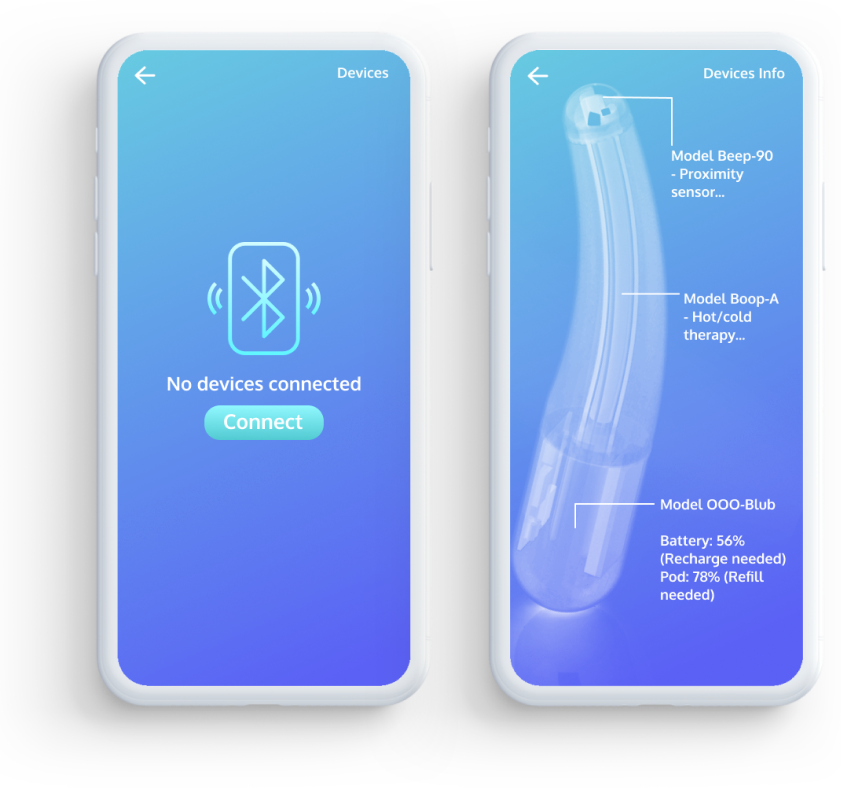 Devices
No devices connected
Connect
Devices Info
Model Beep-90
- Proximity
sensor...
Model Boop-A
- Hot/cold
therapy...
Model OOO-Blub
Battery: 56%
(Recharge needed)
Pod: 78% (Refill
needed)